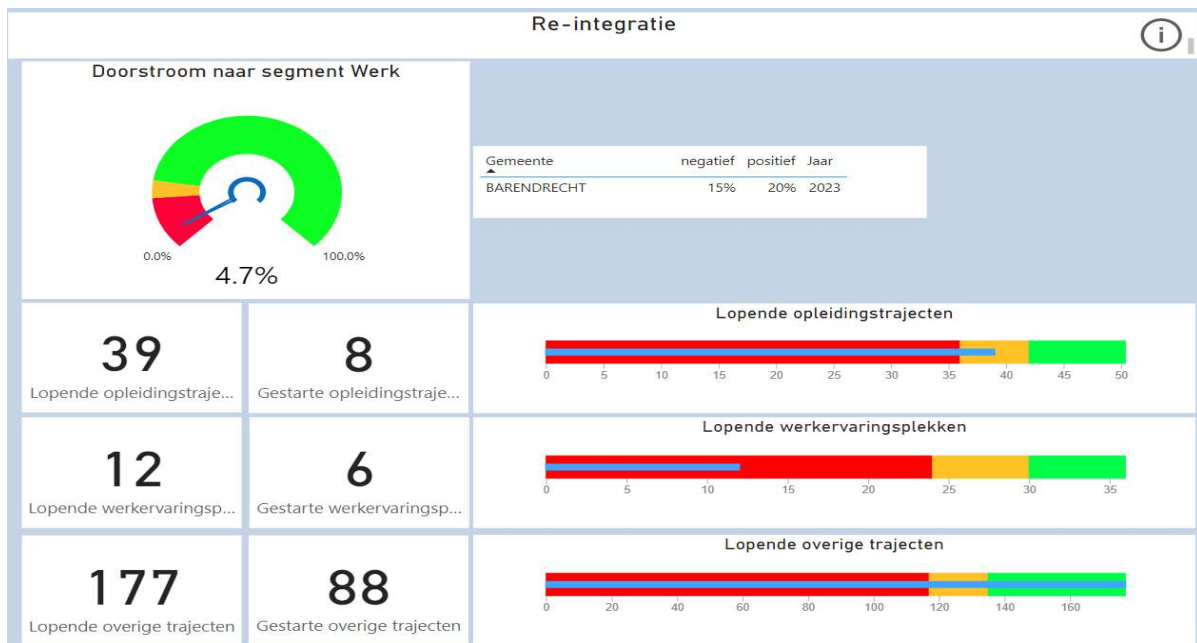 Re-integratie
i
Doorstroom naar segment Werk
0.0% 100.0%
4.7%
Gemeente negatief positief Jaar
BARENDRECHT 15% 20% 2023
39
Lopende opleidingstraje...
8
Gestarte opleidingstraje...
Lopende opleidingstrajecten
0 5 10 15 20 25 30 35 40 45 50
12
Lopende werkervaringsp...
6
Gestarte werkervaringsp...
Lopende werkervaringsplekken
0 5 10 15 20 25 30 35
177
Lopende overige trajecten
88
Gestarte overige trajecten
Lopende overige trajecten
0 20 40 60 80 100 120 140 160